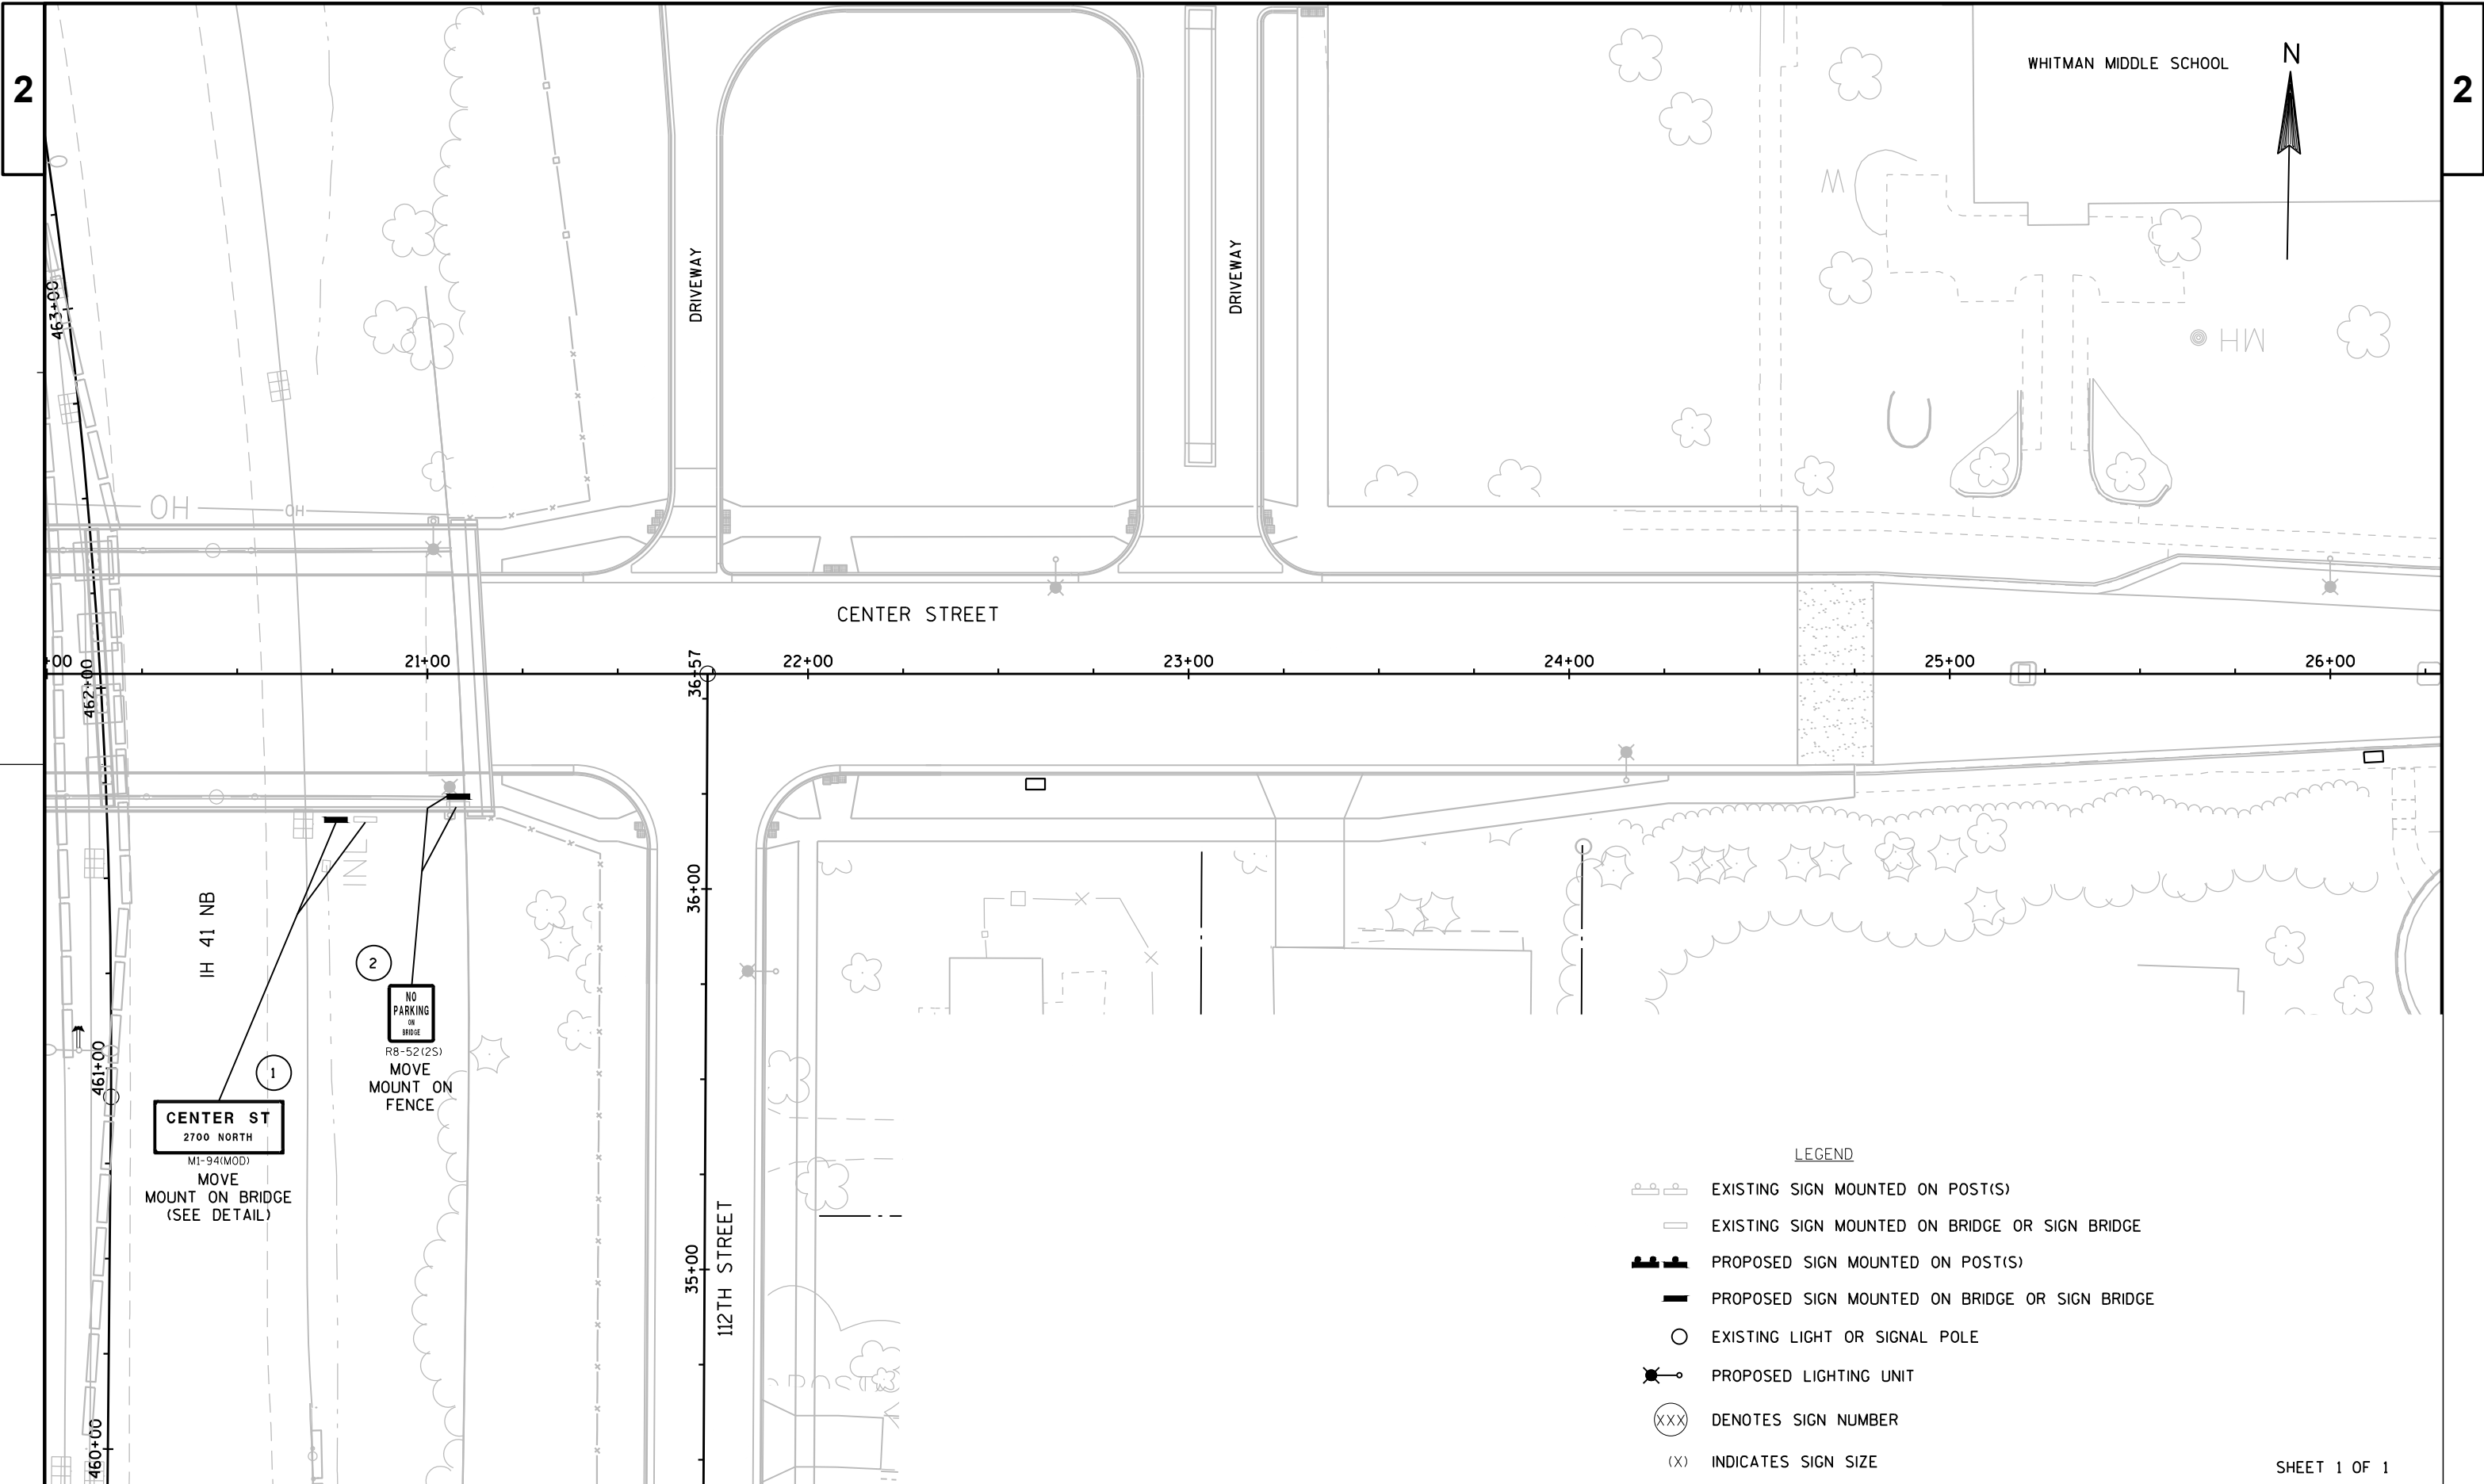 2
2
WHITMAN MIDDLE SCHOOL
N
W
DRIVEWAY
DRIVEWAY
MH
463+00
OH
OH
CENTER STREET
+00
21+00
36+57
22+00
23+00
24+00
25+00
26+00
462+00
INL
IH 41 NB
36+00
2
NO
PARKING
ON
BRIDGE
R8-52(2S)
MOVE
MOUNT ON
FENCE
461+00
1
CENTER ST
2700 NORTH
M1-94(MOD)
MOVE
MOUNT ON BRIDGE
(SEE DETAIL)
35+00
112TH STREET
460+00
LEGEND
EXISTING SIGN MOUNTED ON POST(S)
EXISTING SIGN MOUNTED ON BRIDGE OR SIGN BRIDGE
PROPOSED SIGN MOUNTED ON POST(S)
PROPOSED SIGN MOUNTED ON BRIDGE OR SIGN BRIDGE
EXISTING LIGHT OR SIGNAL POLE
PROPOSED LIGHTING UNIT
XXX DENOTES SIGN NUMBER
(X) INDICATES SIGN SIZE
SHEET 1 OF 1